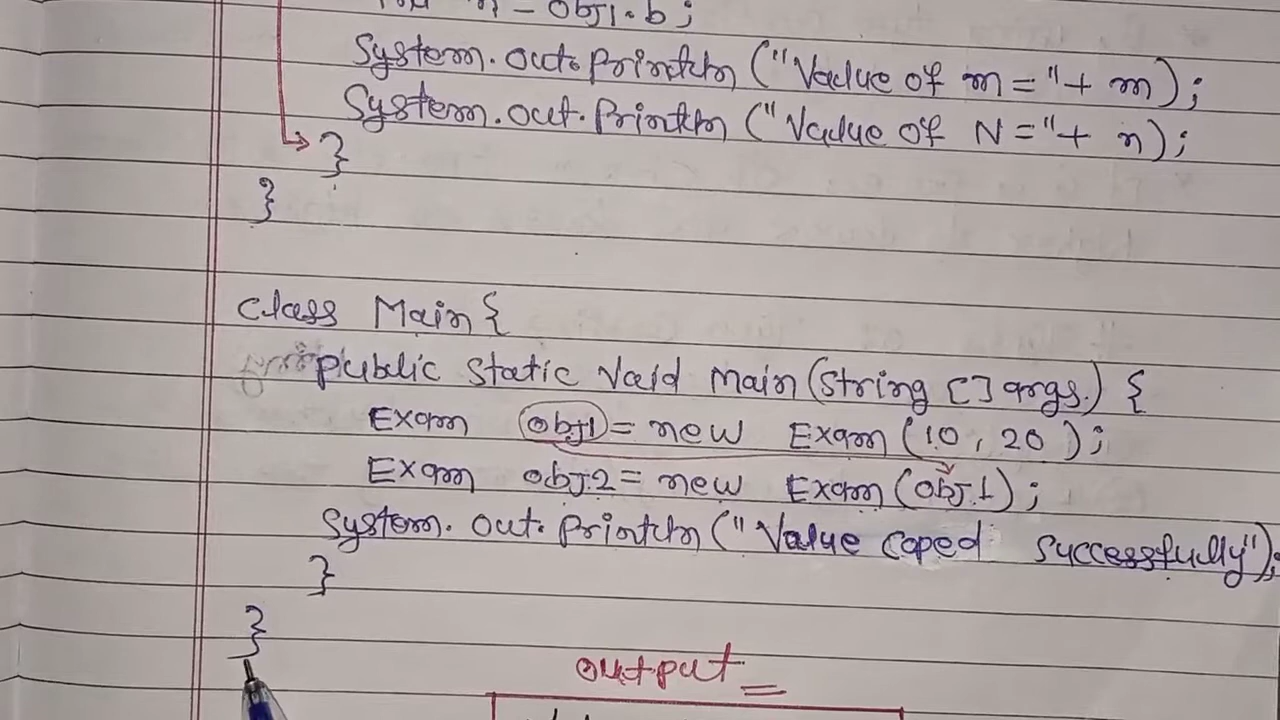 n = obj1.b;
System.out.Println ("Value of m = "+ m);
System.out.Println ("Value of N = "+ n);
}
}
class Main {
public static void main (String [] args.) {
Exam obj1 = new Exam (10, 20);
Exam obj2 = new Exam (obj1);
System.out.Println ("Value coped successfully");
}
}
output =